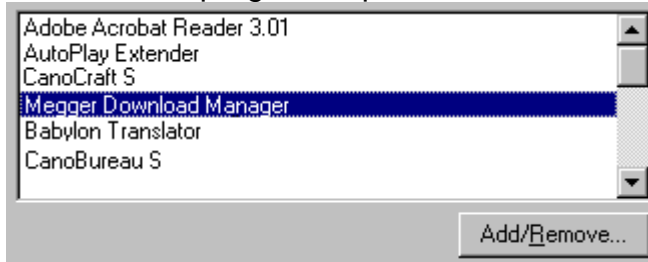 Adobe Acrobat Reader 3.01
AutoPlay Extender
CanoCraft S
Megger Download Manager
Babylon Translator
CanoBureau S
Add/Remove...